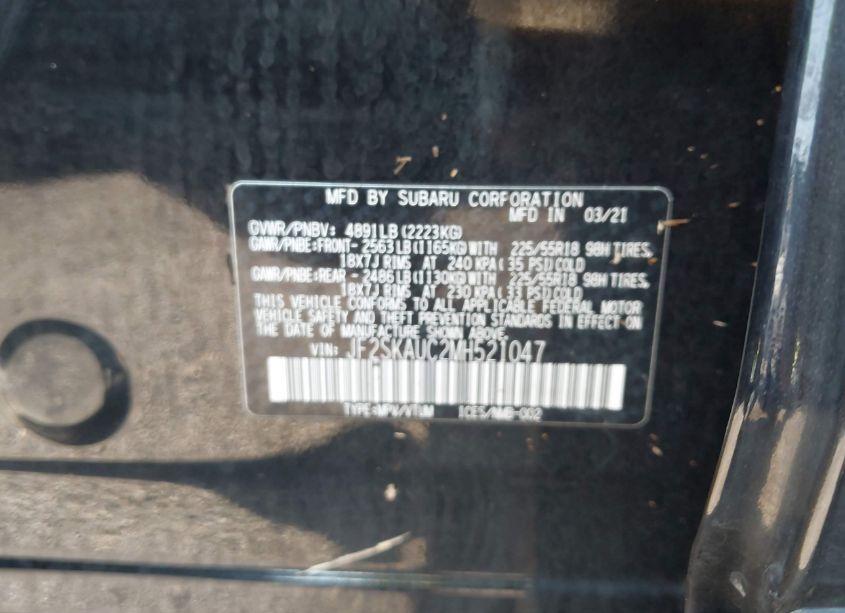 MFD BY SUBARU CORPORATION
MFD IN 03/21
GVWR/PNBV: 4891LB(2223KG)
GAWR/PNBE:FRONT- 2563LB(1165KG)WITH 225/55R18 98H TIRES,
18X7J RIMS AT 240 KPA( 35 PSI)COLD
GAWR/PNBE:REAR - 2486LB(1130KG)WITH 225/55R18 98H TIRES,
18X7J RIMS AT 230 KPA( 33 PSI)COLD
THIS VEHICLE CONFORMS TO ALL APPLICABLE FEDERAL MOTOR
VEHICLE SAFETY AND THEFT PREVENTION STANDARDS IN EFFECT ON
THE DATE OF MANUFACTURE SHOWN ABOVE.
VIN: JF2SKAUC2MH521047
TYPE:MPV/VTUM ICES/NMB-002